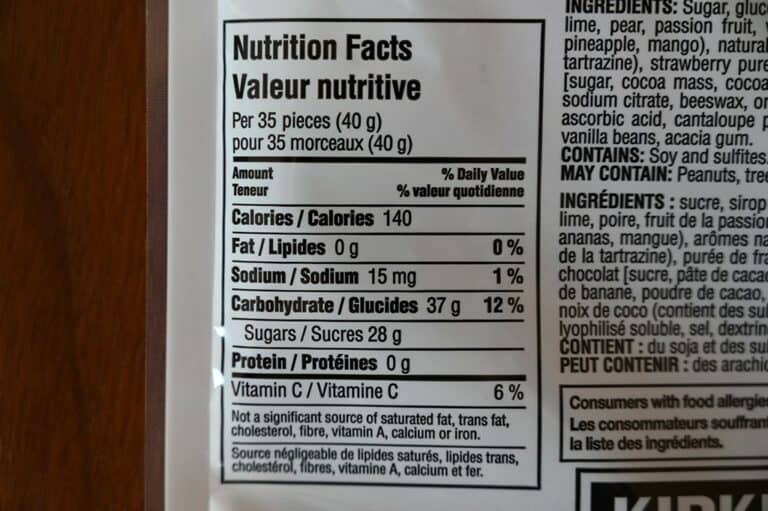 Nutrition Facts
Valeur nutritive
Per 35 pieces (40 g)
pour 35 morceaux (40 g)
Amount % Daily Value
Teneur % valeur quotidienne
Calories / Calories 140
Fat / Lipides 0 g 0 %
Sodium / Sodium 15 mg 1 %
Carbohydrate / Glucides 37 g 12 %
Sugars / Sucres 28 g
Protein / Protéines 0 g
Vitamin C / Vitamine C 6 %
Not a significant source of saturated fat, trans fat,
cholesterol, fibre, vitamin A, calcium or iron.
Source négligeable de lipides saturés, lipides trans,
cholestérol, fibres, vitamine A, calcium et fer.
INGREDIENTS: Sugar,
lime, pear, passion fruit,
pineapple, mango), natural
tartrazine), strawberry
[sugar, cocoa mass, cocoa
sodium citrate, beeswax,
ascorbic acid, cantaloupe
vanilla beans, acacia gum.
CONTAINS: Soy and sulfites.
MAY CONTAIN: Peanuts,
INGRÉDIENTS : sucre, sirop
lime, poire, fruit de la
ananas, mangue), arômes
de la tartrazine), purée de
chocolat [sucre, pâte de
de banane, poudre de cacao,
noix de coco (contient des
lyophilisé soluble, sel,
CONTIENT : du soja et des
PEUT CONTENIR : des
Consumers with food
Les consommateurs
la liste des ingrédients.